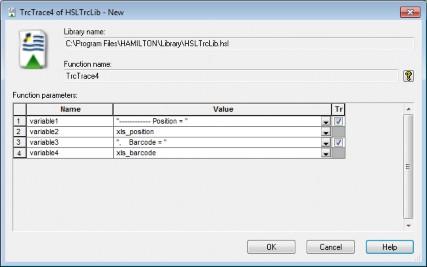 TrcTrace4 of HSLTrcLib - New
Library name:
C:\Program Files\HAMILTON\Library\HSLTrcLib.hsl
Function name:
TrcTrace4
Function parameters:
Name Value Tr
1 variable1 "-------------- Position = "
2 variable2 xls_position
3 variable3 ",    Barcode = "
4 variable4 xls_barcode
OK Cancel Help